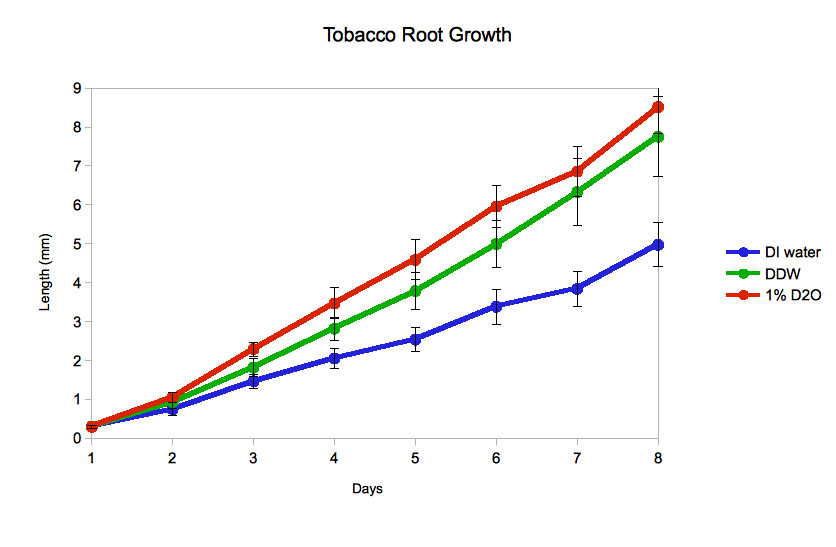 Tobacco Root Growth
9
8
7
6
5
4
3
2
1
0
Length (mm)
1 2 3 4 5 6 7 8
Days
DI water
DDW
1% D2O